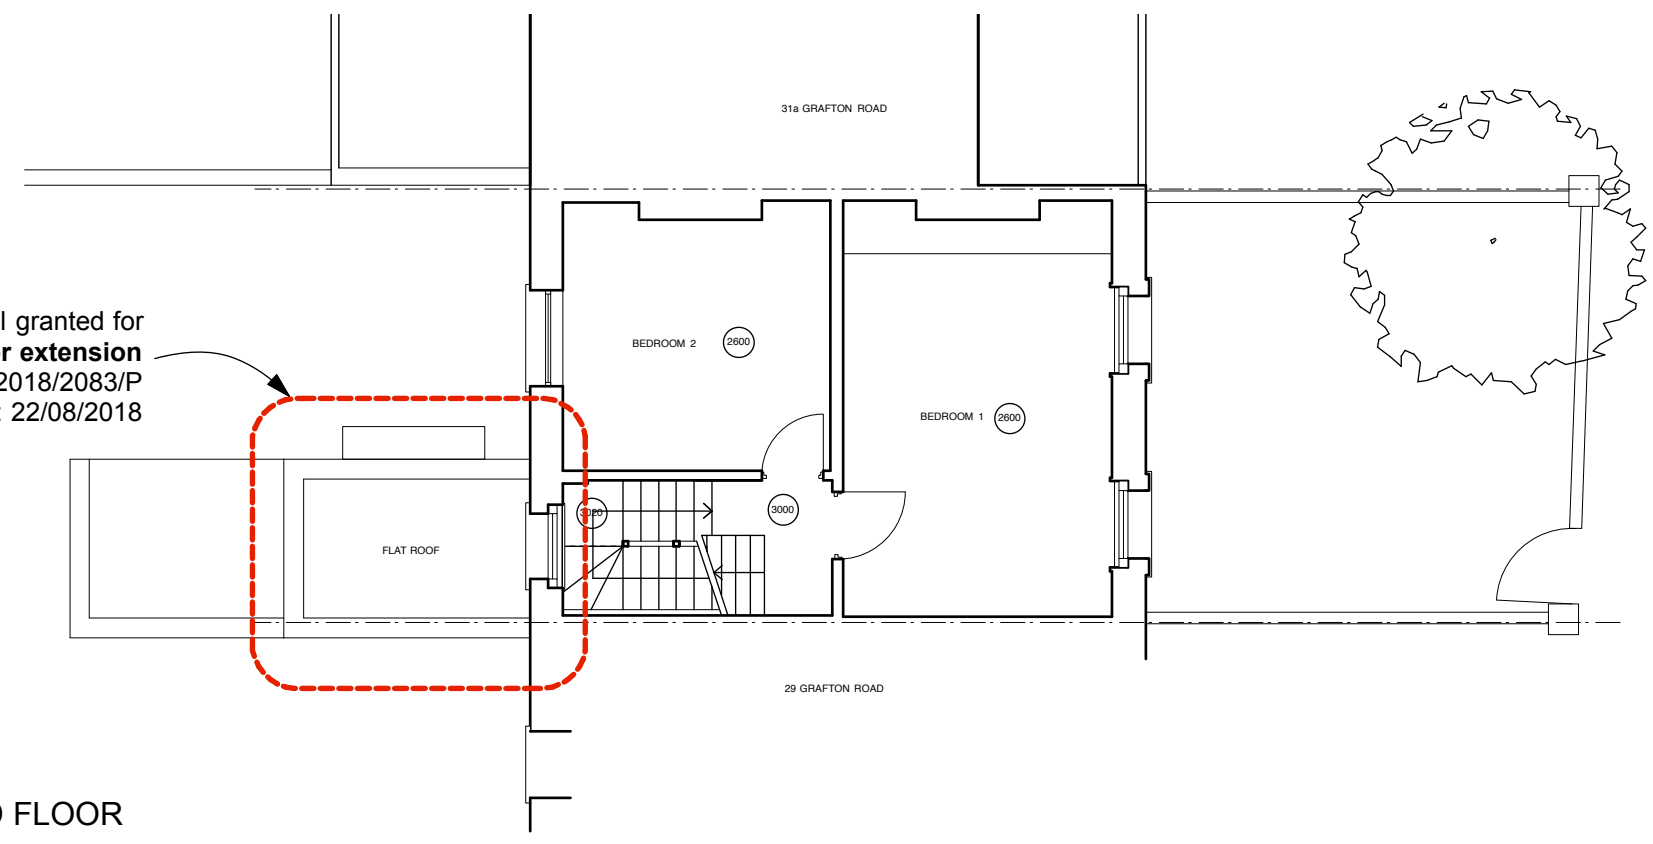 31a GRAFTON ROAD
l granted for
r extension
2018/2083/P
: 22/08/2018
BEDROOM 2
2600
BEDROOM 1
2600
3020
3000
FLAT ROOF
29 GRAFTON ROAD
FLOOR